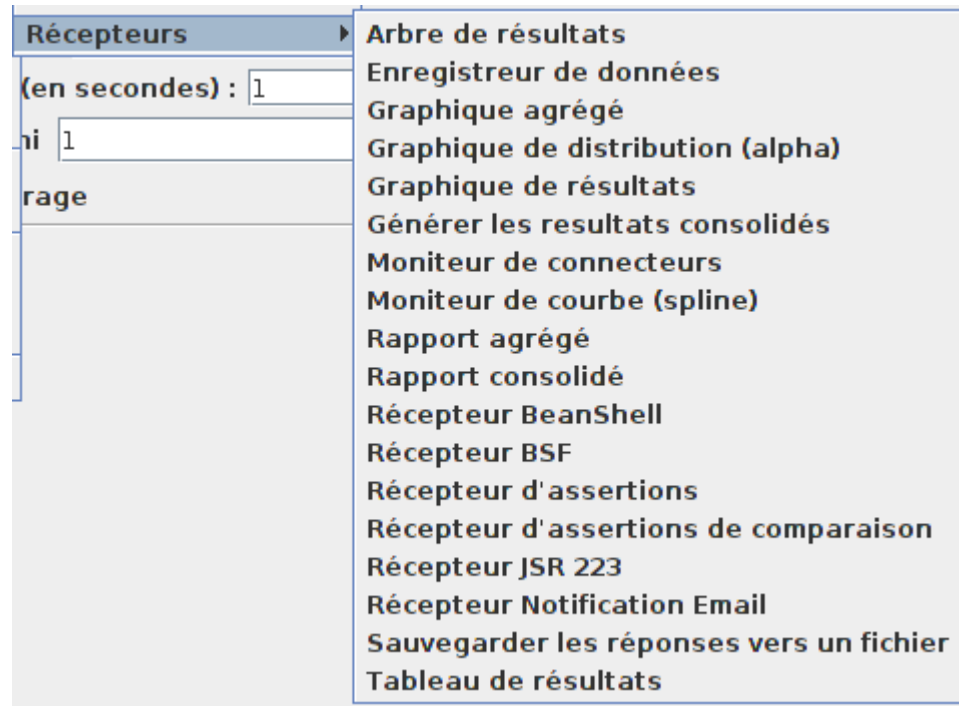 Récepteurs
(en secondes) : 1
ni 1
rage
Arbre de résultats
Enregistreur de données
Graphique agrégé
Graphique de distribution (alpha)
Graphique de résultats
Générer les resultats consolidés
Moniteur de connecteurs
Moniteur de courbe (spline)
Rapport agrégé
Rapport consolidé
Récepteur BeanShell
Récepteur BSF
Récepteur d'assertions
Récepteur d'assertions de comparaison
Récepteur JSR 223
Récepteur Notification Email
Sauvegarder les réponses vers un fichier
Tableau de résultats